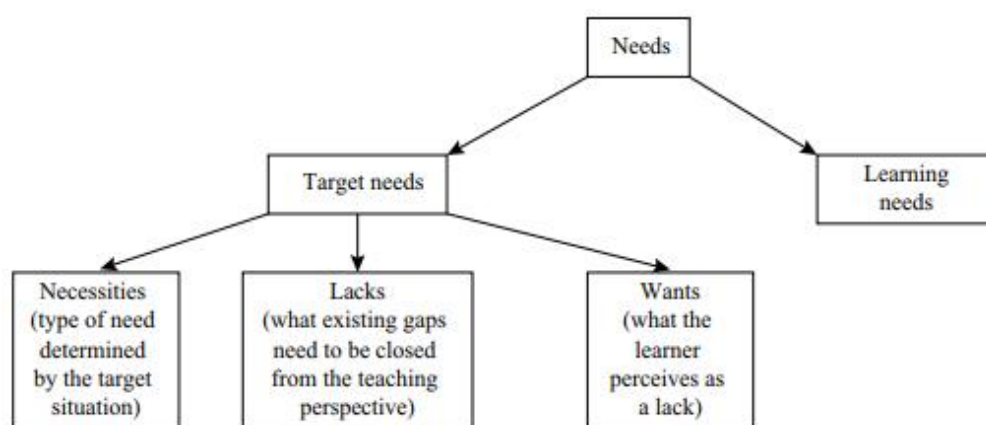 Needs
Target needs
Learning
needs
Necessities
(type of need
determined
by the target
situation)
Lacks
(what existing gaps
need to be closed
from the teaching
perspective)
Wants
(what the
learner
perceives as
a lack)